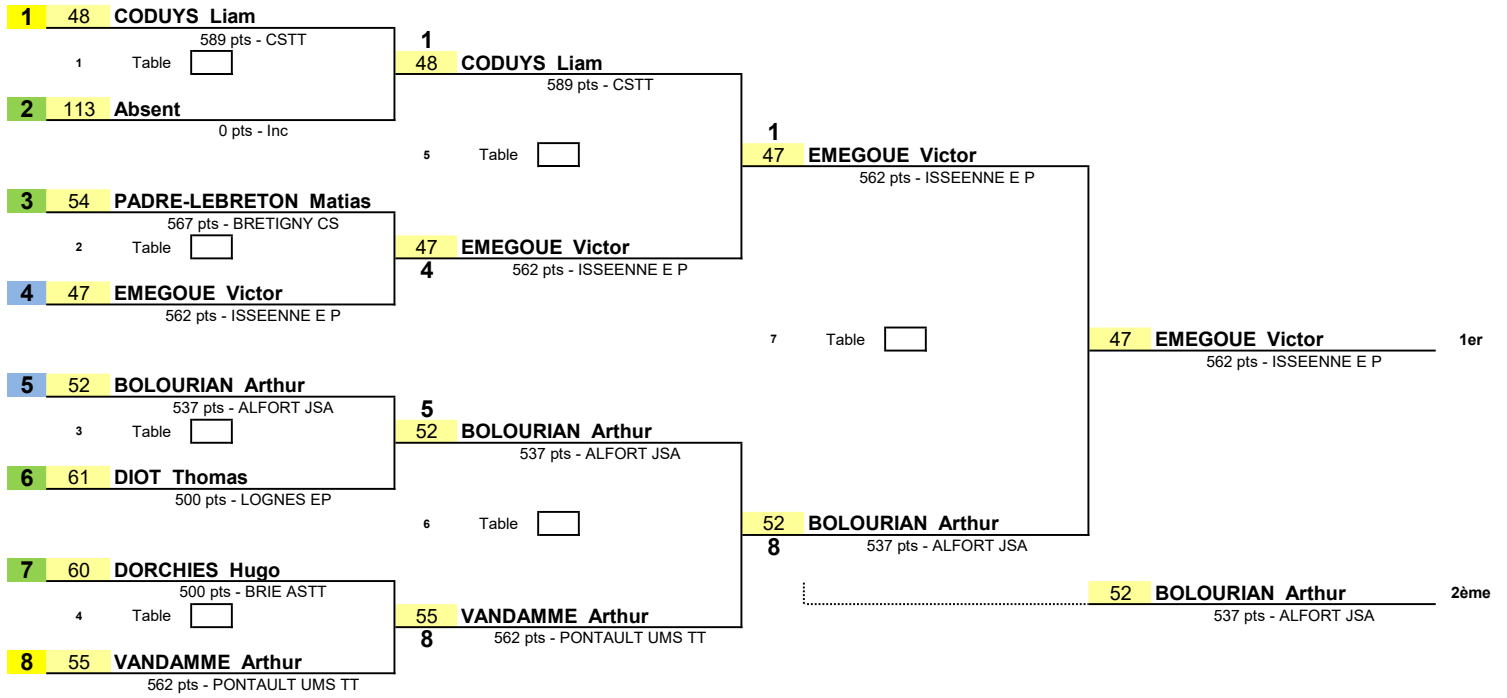 1 48 CODUYS Liam
589 pts - CSTT
1
1 Table
48 CODUYS Liam
589 pts - CSTT
2 113 Absent
0 pts - Inc
1
5 Table
47 EMEGOUE Victor
562 pts - ISSEENNE E P
3 54 PADRE-LEBRETON Matias
567 pts - BRETIGNY CS
2 Table
47 EMEGOUE Victor
4
562 pts - ISSEENNE E P
4 47 EMEGOUE Victor
562 pts - ISSEENNE E P
7 Table
47 EMEGOUE Victor 1er
562 pts - ISSEENNE E P
5 52 BOLOURIAN Arthur
537 pts - ALFORT JSA
5
3 Table
52 BOLOURIAN Arthur
537 pts - ALFORT JSA
6 61 DIOT Thomas
500 pts - LOGNES EP
6 Table
52 BOLOURIAN Arthur
8
537 pts - ALFORT JSA
7 60 DORCHIES Hugo
500 pts - BRIE ASTT
52 BOLOURIAN Arthur 2ème
537 pts - ALFORT JSA
4 Table
55 VANDAMME Arthur
8
562 pts - PONTAULT UMS TT
8 55 VANDAMME Arthur
562 pts - PONTAULT UMS TT